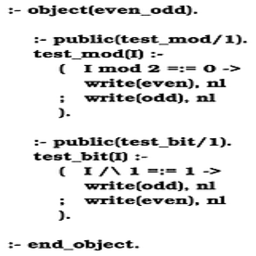 :- object(even_odd).
:- public(test_mod/1).
test_mod(I) :-
( I mod 2 =:= 0 ->
write(even), nl
; write(odd), nl
).
:- public(test_bit/1).
test_bit(I) :-
( I /\ 1 =:= 1 ->
write(odd), nl
; write(even), nl
).
:- end_object.